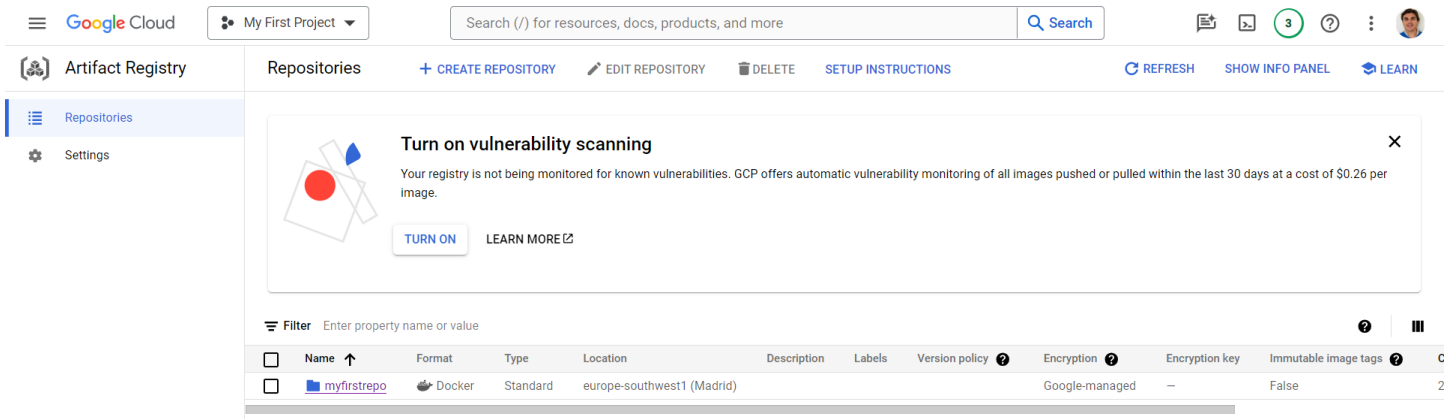 Google Cloud
My First Project
Search (/) for resources, docs, products, and more
Search
3
Artifact Registry
Repositories
CREATE REPOSITORY
EDIT REPOSITORY
DELETE
SETUP INSTRUCTIONS
REFRESH
SHOW INFO PANEL
LEARN
Repositories
Settings
Turn on vulnerability scanning
Your registry is not being monitored for known vulnerabilities. GCP offers automatic vulnerability monitoring of all images pushed or pulled within the last 30 days at a cost of $0.26 per
image.
TURN ON
LEARN MORE
Filter Enter property name or value
Name Format Type Location Description Labels Version policy Encryption Encryption key Immutable image tags
myfirstrepo Docker Standard europe-southwest1 (Madrid) Google-managed — False